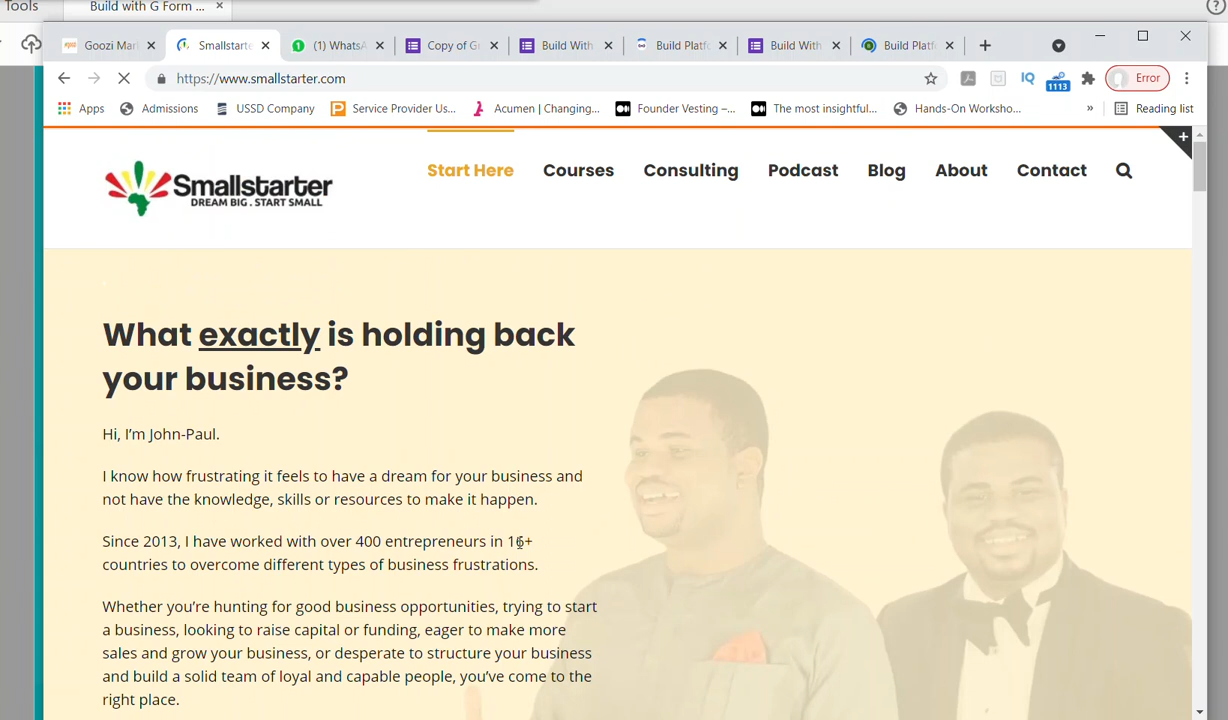 Tools
Build with G Form ... ×
Goozi Mar × Smallstarte × (1) WhatsA × Copy of G × Build With × Build Platf × Build With × Build Platf × +
https://www.smallstarter.com
IQ 1113 Error
Apps Admissions USSD Company Service Provider Us... Acumen | Changing... Founder Vesting –... The most insightful... Hands-On Worksho... » Reading list
Smallstarter
DREAM BIG . START SMALL
Start Here Courses Consulting Podcast Blog About Contact
What exactly is holding back
your business?
Hi, I'm John-Paul.
I know how frustrating it feels to have a dream for your business and
not have the knowledge, skills or resources to make it happen.
Since 2013, I have worked with over 400 entrepreneurs in 16+
countries to overcome different types of business frustrations.
Whether you're hunting for good business opportunities, trying to start
a business, looking to raise capital or funding, eager to make more
sales and grow your business, or desperate to structure your business
and build a solid team of loyal and capable people, you've come to the
right place.